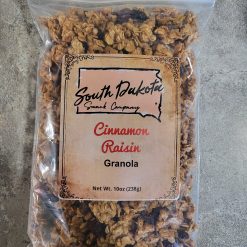 South Dakota
Snack Company
Cinnamon
Raisin
Granola
Net Wt. 10oz (238g)